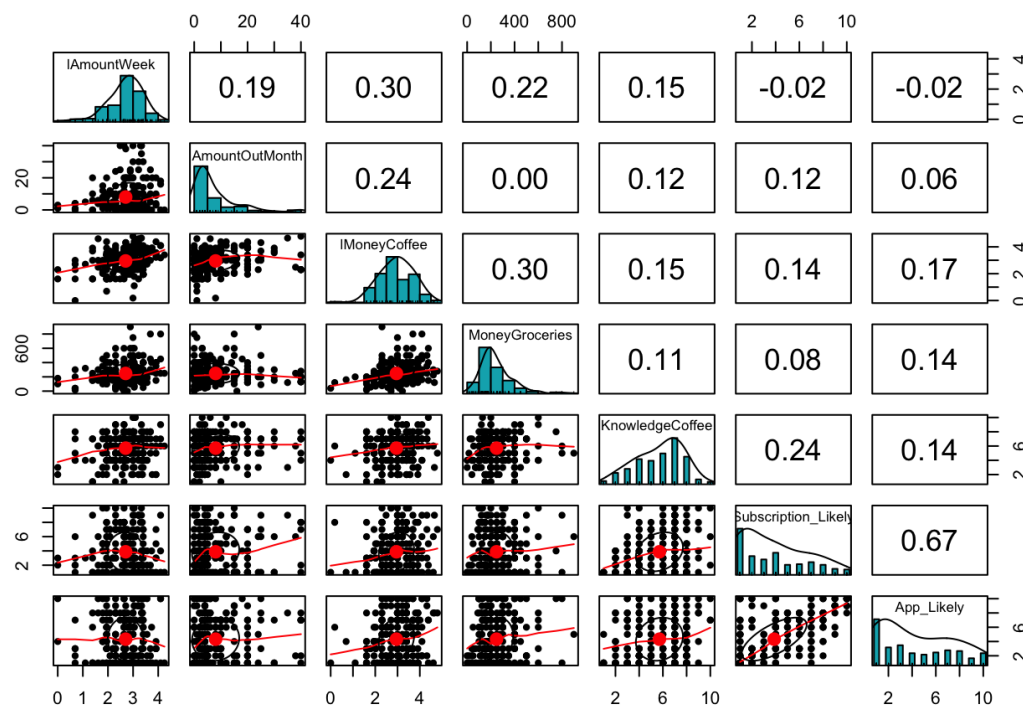 0 20 40 0 400 800 2 6 10
lAmountWeek 0.19 0.30 0.22 0.15 -0.02 -0.02 0 2 4
0 20 AmountOutMonth 0.24 0.00 0.12 0.12 0.06
lMoneyCoffee 0.30 0.15 0.14 0.17 0 2 4
0 600 MoneyGroceries 0.11 0.08 0.14
KnowledgeCoffee 0.24 0.14 2 6
2 6 Subscription_Likely 0.67
App_Likely 2 6
0 1 2 3 4 0 2 4 2 6 10 2 6 10